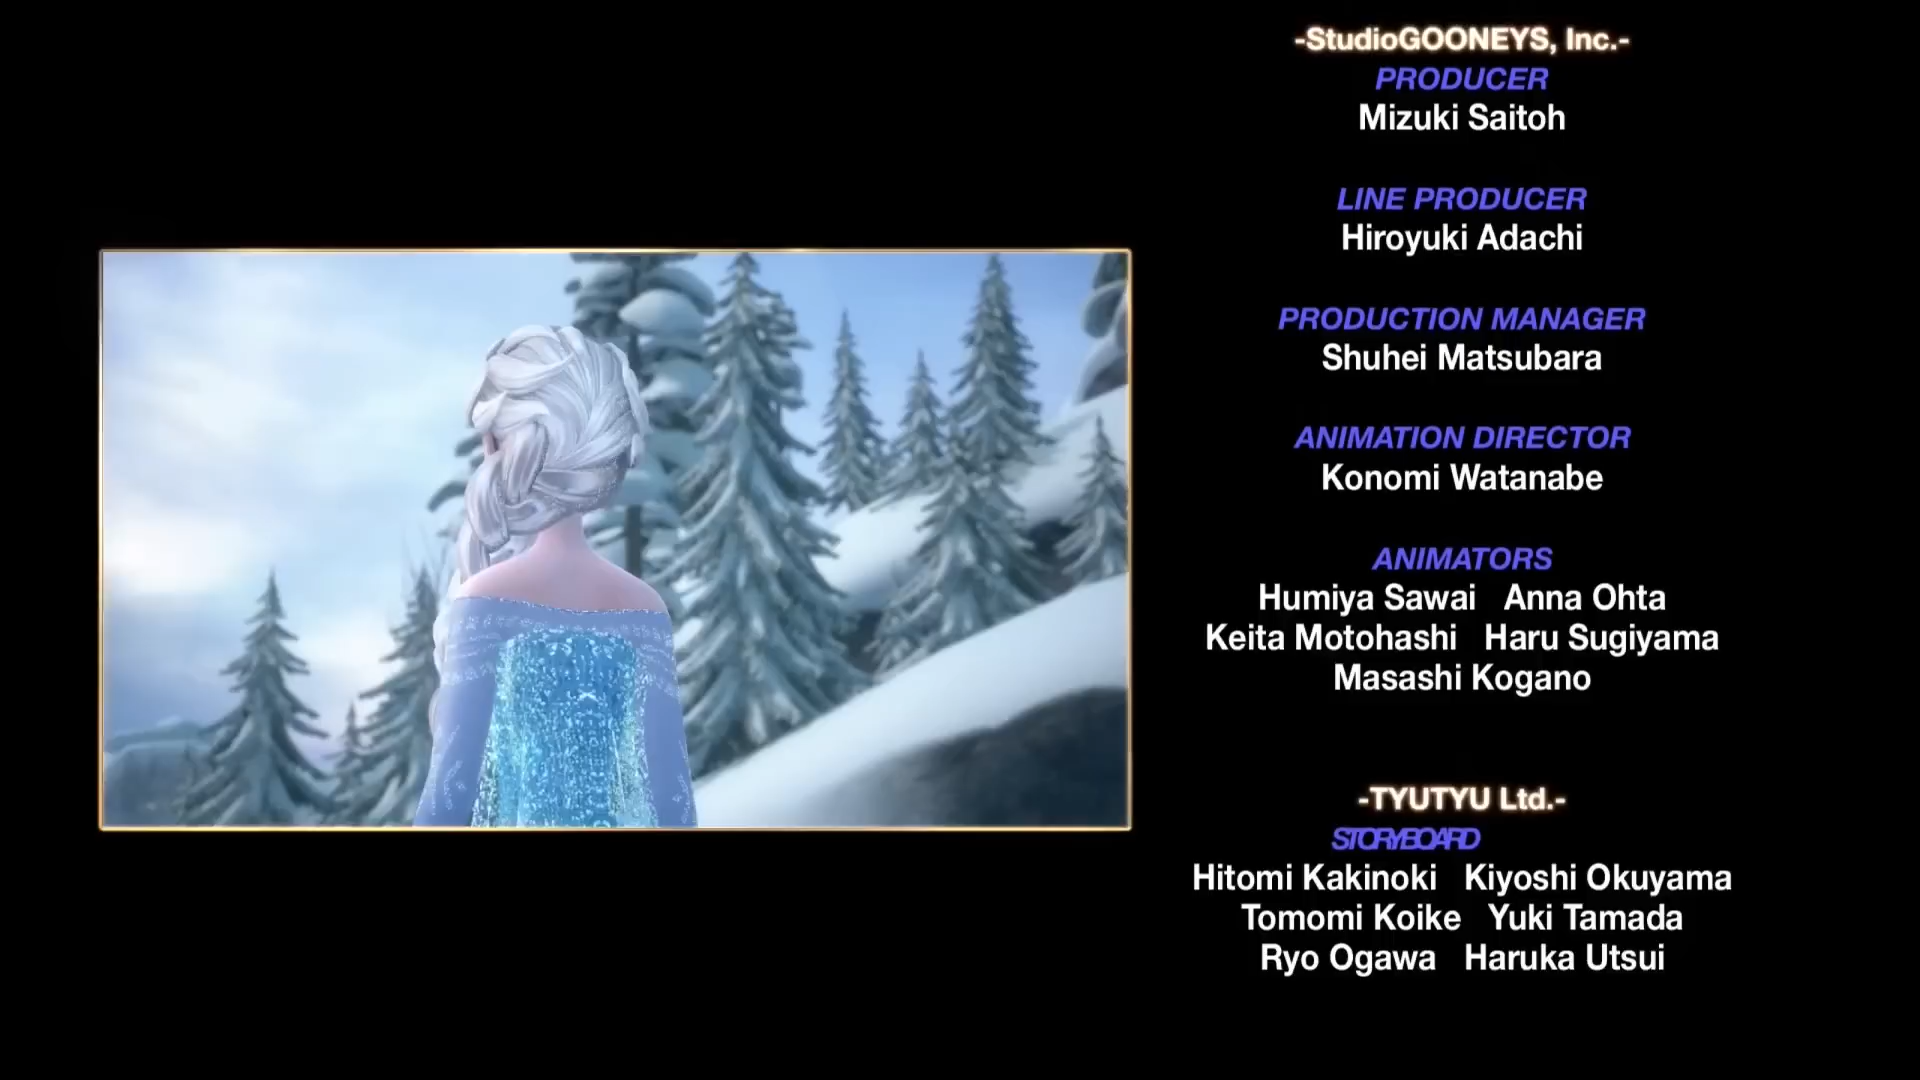 -StudioGOONEYS, Inc.-
PRODUCER
Mizuki Saitoh
LINE PRODUCER
Hiroyuki Adachi
PRODUCTION MANAGER
Shuhei Matsubara
ANIMATION DIRECTOR
Konomi Watanabe
ANIMATORS
Humiya Sawai Anna Ohta
Keita Motohashi Haru Sugiyama
Masashi Kogano
-TYUTYU Ltd.-
STORYBOARD
Hitomi Kakinoki Kiyoshi Okuyama
Tomomi Koike Yuki Tamada
Ryo Ogawa Haruka Utsui